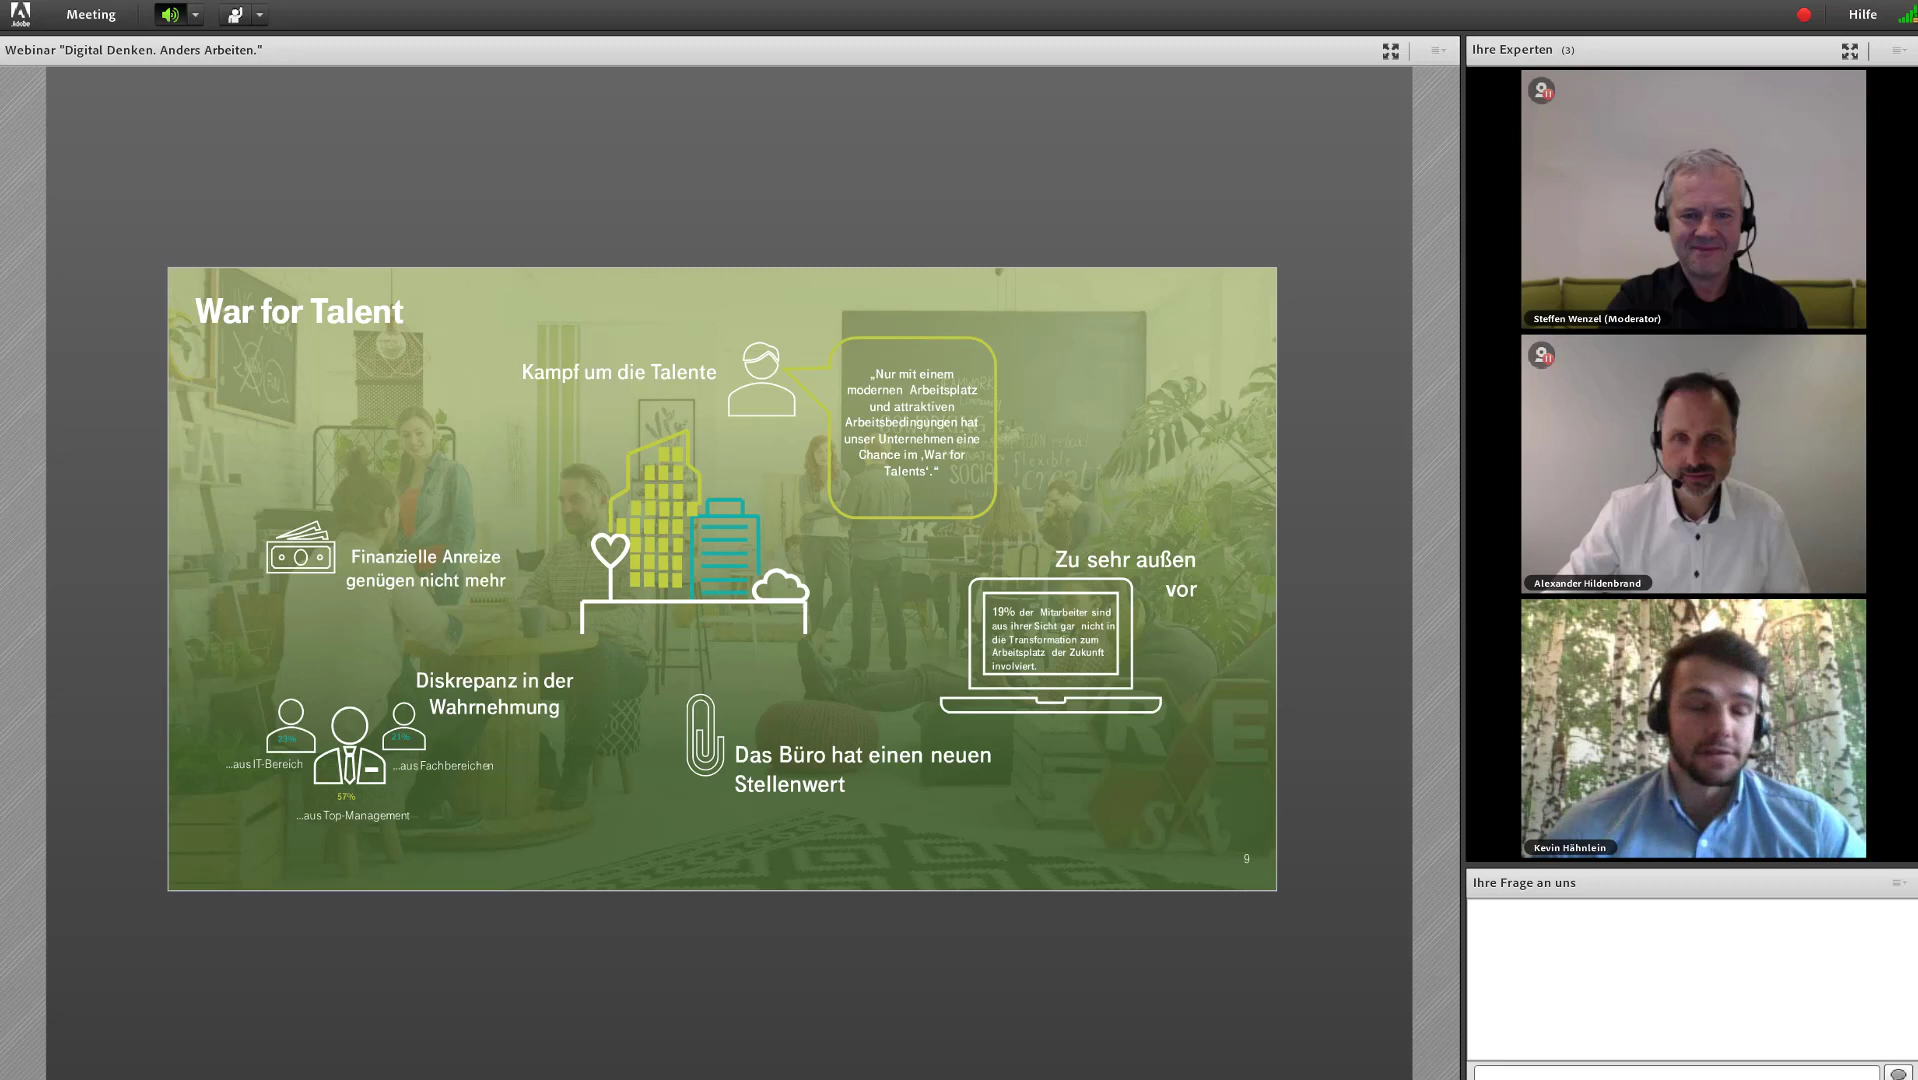 Adobe
Meeting
Hilfe
Webinar "Digital Denken. Anders Arbeiten."
Ihre Experten (3)
War for Talent
Kampf um die Talente
„Nur mit einem
modernen Arbeitsplatz
und attraktiven
Arbeitsbedingungen hat
unser Unternehmen eine
Chance im ‚War for
Talents‘.“
Finanzielle Anreize
genügen nicht mehr
Zu sehr außen
vor
19% der Mitarbeiter sind
aus ihrer Sicht gar nicht in
die Transformation zum
Arbeitsplatz der Zukunft
involviert.
Diskrepanz in der
Wahrnehmung
21%
...aus IT-Bereich
...aus Fachbereichen
57%
...aus Top-Management
Das Büro hat einen neuen
Stellenwert
9
Steffen Wenzel (Moderator)
Alexander Hildenbrand
Kevin Hähnlein
Ihre Frage an uns